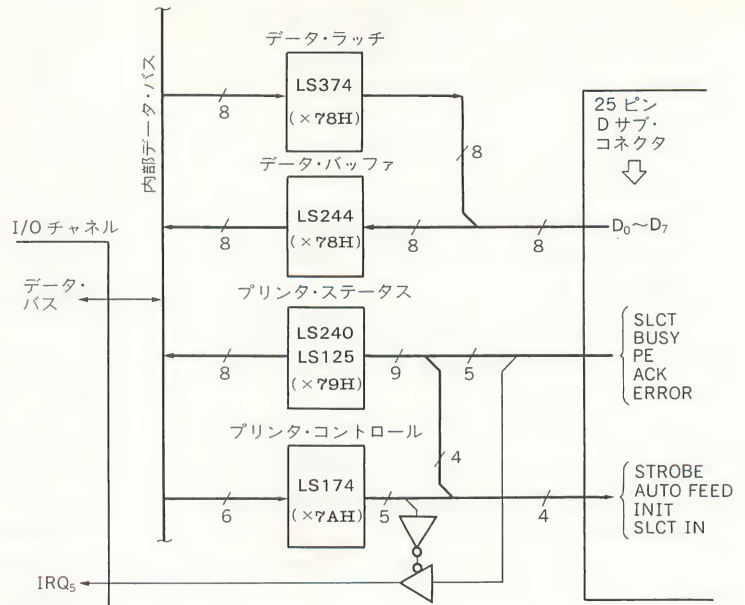 データ・ラッチ
LS374
(×78H)
8
8
内部データ・バス
25 ピン
D サブ・
コネクタ
データ・バッファ
LS244
(×78H)
8
8
8
D₀～D₇
I/O チャネル
データ・
バス
プリンタ・ステータス
LS240
LS125
(×79H)
8
9
5
SLCT
BUSY
PE
ACK
ERROR
4
プリンタ・コントロール
LS174
(×7AH)
6
5
4
STROBE
AUTO FEED
INIT
SLCT IN
IRQ₅